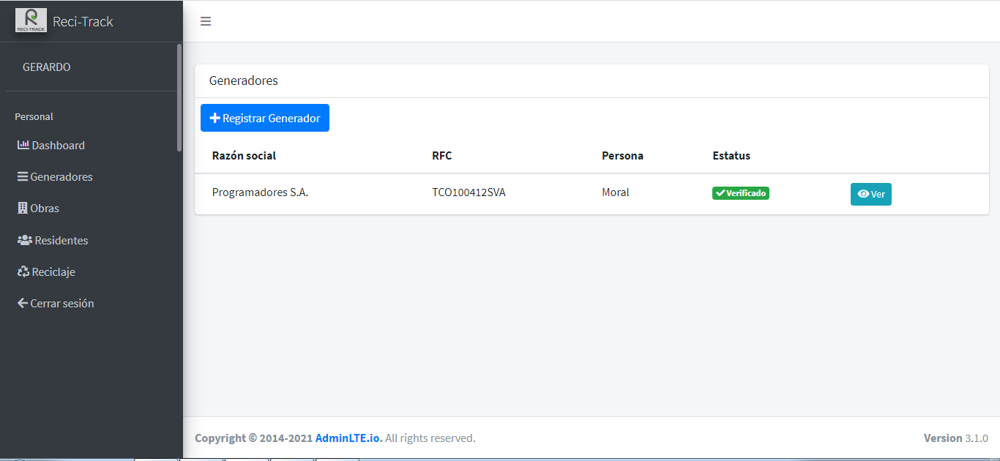 RECI-TRACK
Reci-Track
GERARDO
Personal
Dashboard
Generadores
Obras
Residentes
Reciclaje
Cerrar sesión
Generadores
Registrar Generador
Razón social RFC Persona Estatus
Programadores S.A. TCO100412SVA Moral Verificado Ver
Copyright © 2014-2021 AdminLTE.io. All rights reserved. Version 3.1.0